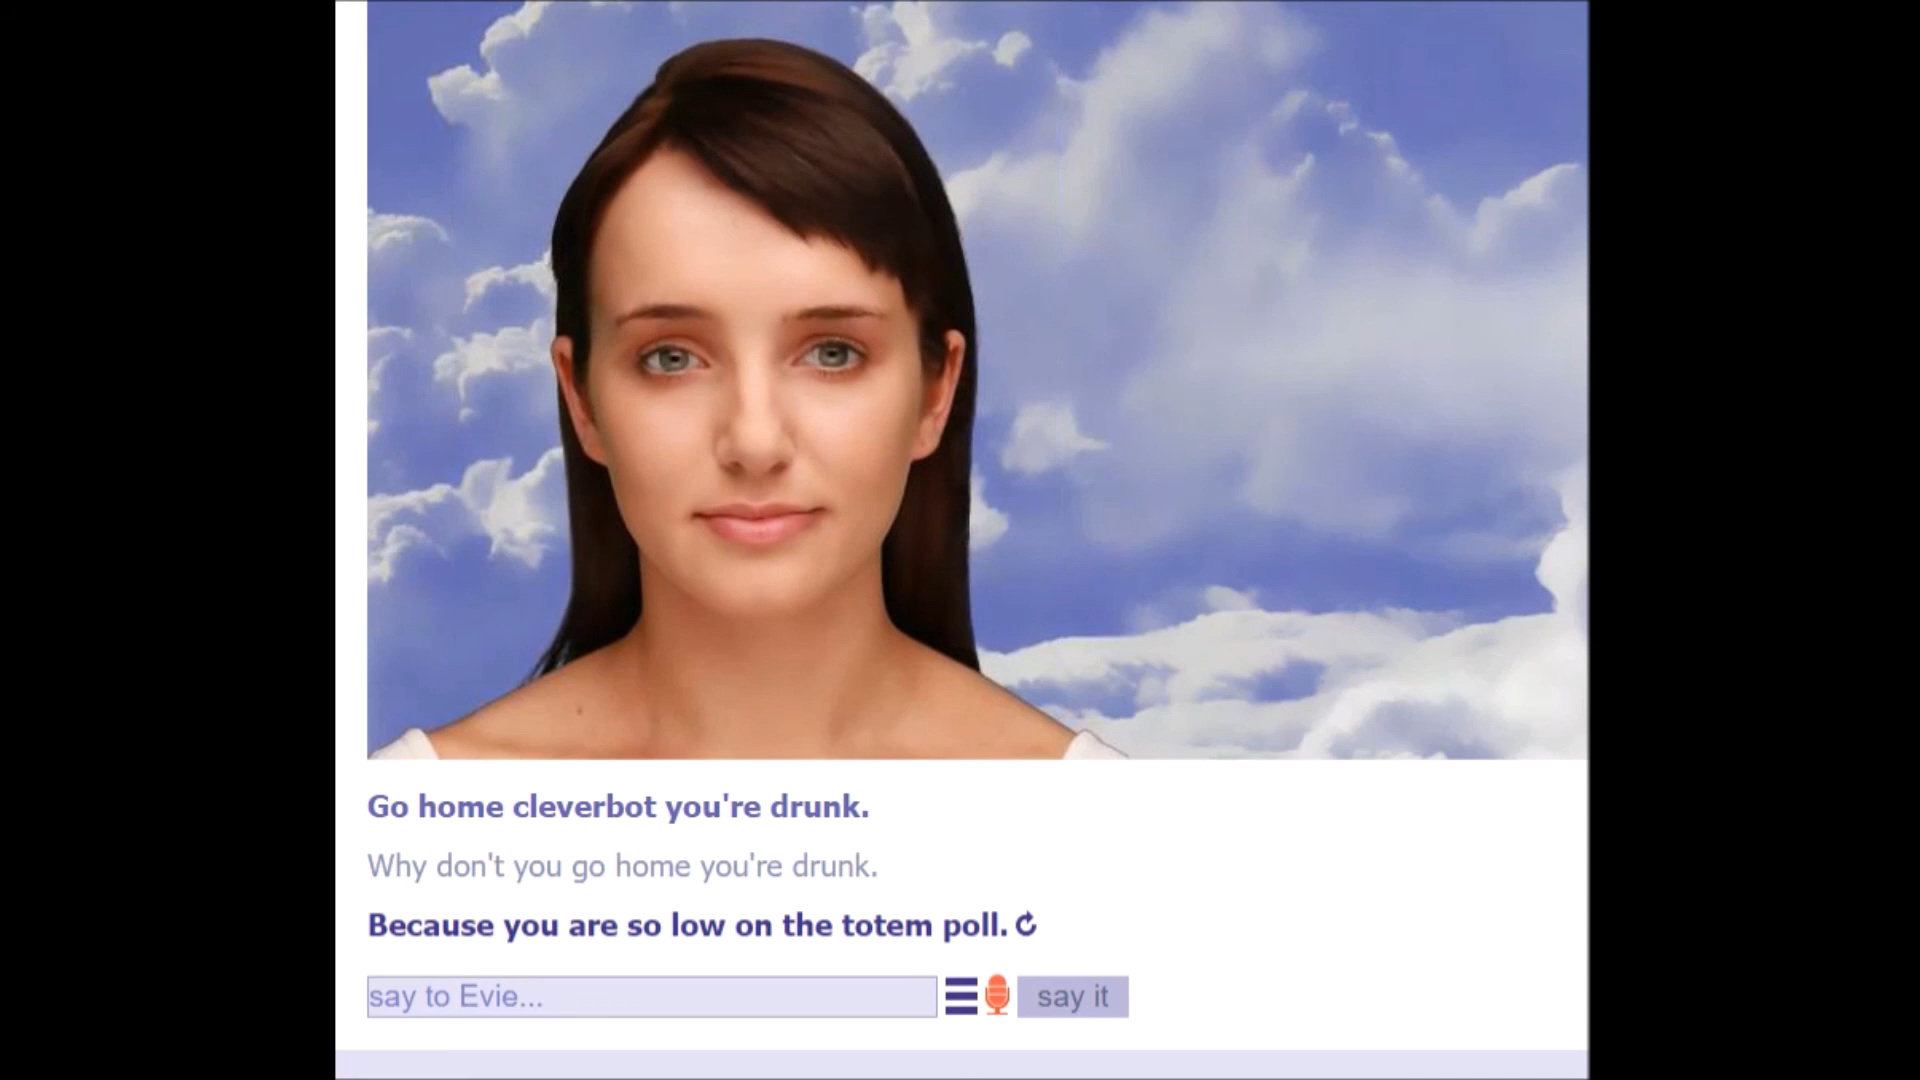 Go home cleverbot you're drunk.
Why don't you go home you're drunk.
Because you are so low on the totem poll.
say to Evie...
say it